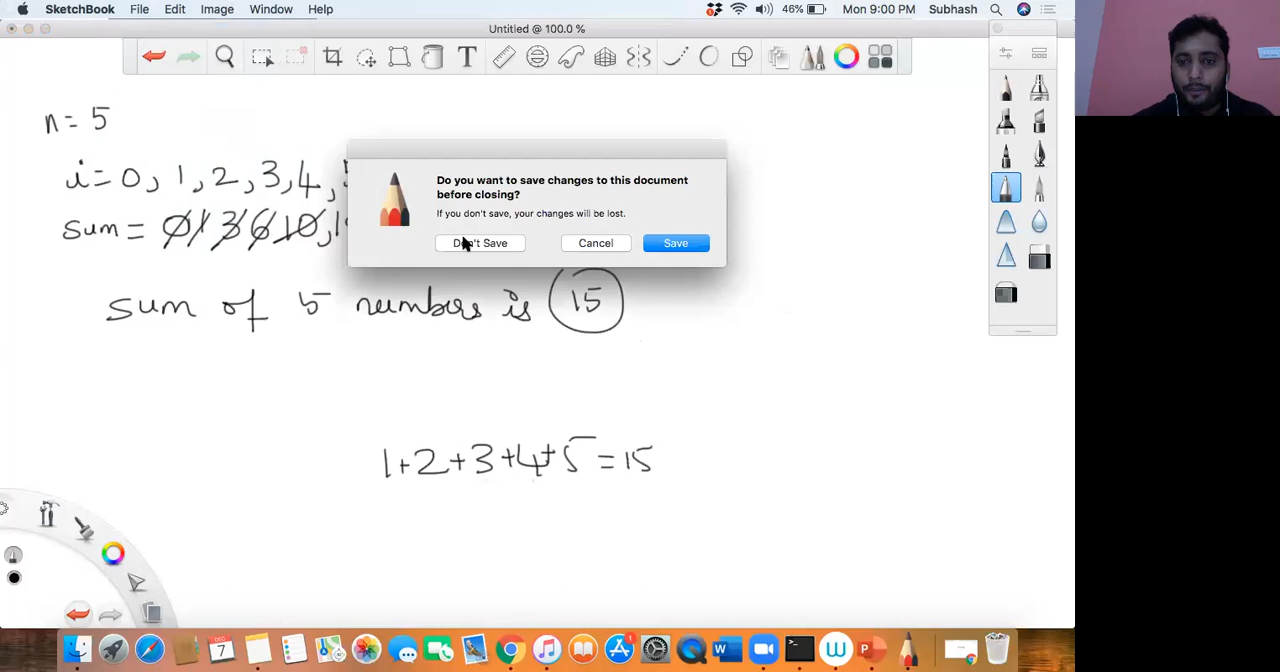 SketchBook File Edit Image Window Help 46% Mon 9:00 PM Subhash
Untitled @ 100.0 %
T
n = 5
i = 0, 1, 2, 3, 4,
Do you want to save changes to this document
before closing?
If you don't save, your changes will be lost.
sum = 0 1 3 6 10,
Don't Save Cancel Save
sum of 5 numbers is 15
1+2+3+4+5=15
DEC
7
W
W
P